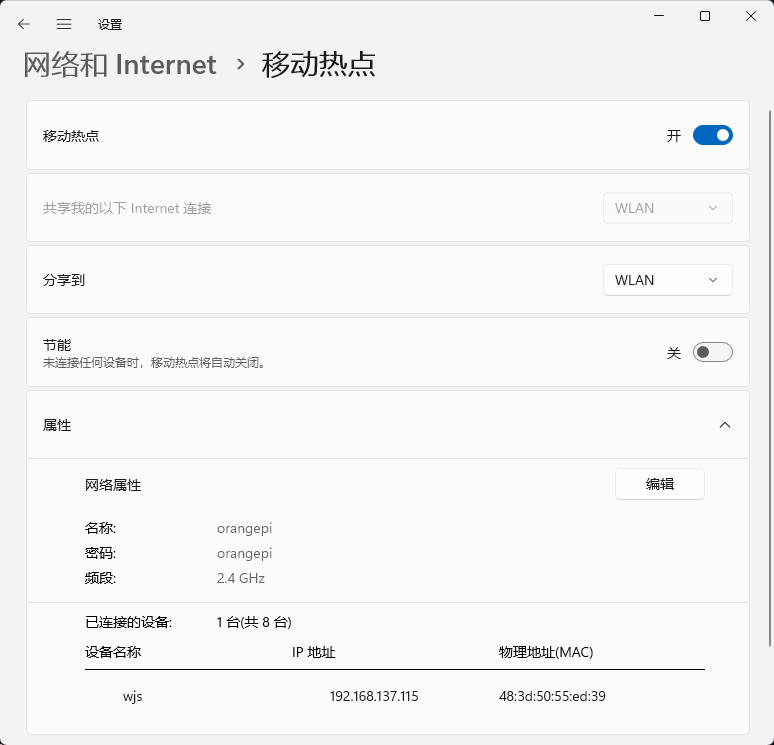 设置
网络和 Internet › 移动热点
移动热点 开
共享我的以下 Internet 连接 WLAN
分享到 WLAN
节能
未连接任何设备时，移动热点将自动关闭。
关
属性
网络属性 编辑
名称: orangepi
密码: orangepi
频段: 2.4 GHz
已连接的设备: 1 台(共 8 台)
设备名称 IP 地址 物理地址(MAC)
wjs 192.168.137.115 48:3d:50:55:ed:39